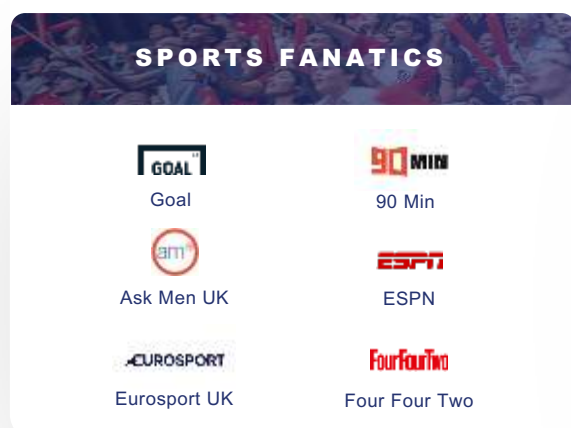 SPORTS FANATICS
GOAL
90 MIN
Goal
90 Min
am
ESPN
Ask Men UK
ESPN
EUROSPORT
FourFourTwo
Eurosport UK
Four Four Two